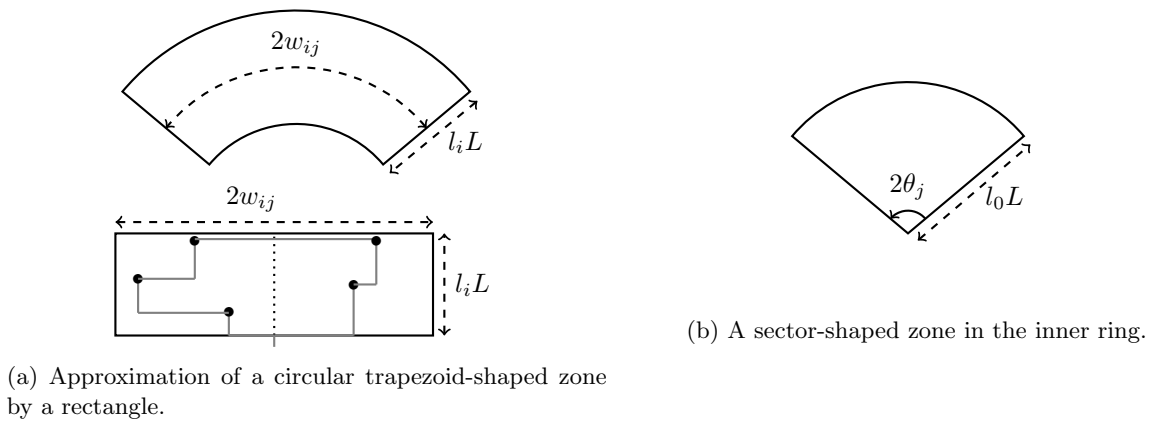 2w_{ij}
l_iL
2w_{ij}
l_iL
(a) Approximation of a circular trapezoid-shaped zone
by a rectangle.
2θ_j
l_0L
(b) A sector-shaped zone in the inner ring.